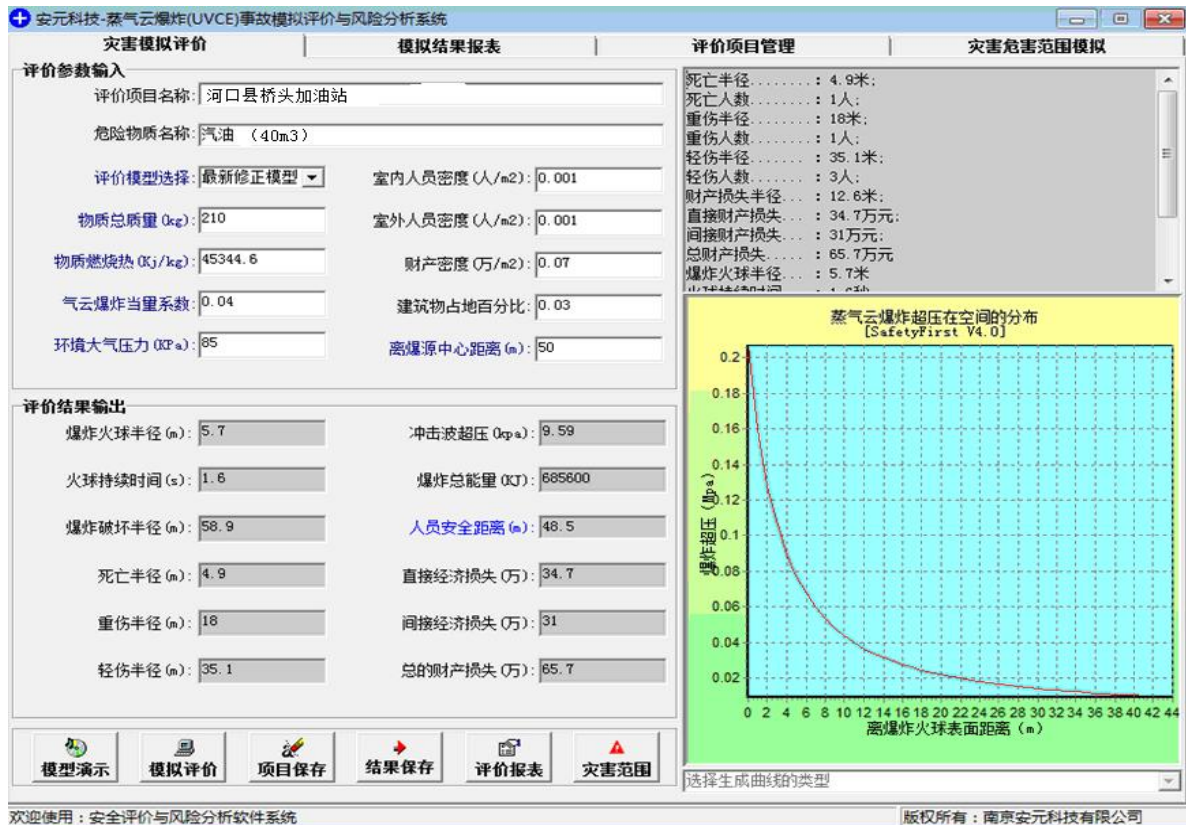 安元科技-蒸气云爆炸(UVCE)事故模拟评价与风险分析系统
灾害模拟评价 模拟结果报表 评价项目管理 灾害危害范围模拟
评价参数输入
评价项目名称: 河口县桥头加油站
危险物质名称: 汽油 (40m3)
评价模型选择: 最新修正模型 室内人员密度(人/m2): 0.001
物质总质量(kg): 210 室外人员密度(人/m2): 0.001
物质燃烧热(Kj/kg): 45344.6 财产密度(万/m2): 0.07
气云爆炸当量系数: 0.04 建筑物占地百分比: 0.03
环境大气压力(KPa): 85 离爆源中心距离(m): 50
评价结果输出
爆炸火球半径(m): 5.7 冲击波超压(kpa): 9.59
火球持续时间(s): 1.6 爆炸总能量(KJ): 685600
爆炸破坏半径(m): 58.9 人员安全距离(m): 48.5
死亡半径(m): 4.9 直接经济损失(万): 34.7
重伤半径(m): 18 间接经济损失(万): 31
轻伤半径(m): 35.1 总的财产损失(万): 65.7
模型演示 模拟评价 项目保存 结果保存 评价报表 灾害范围
死亡半径........: 4.9米;
死亡人数........: 1人;
重伤半径........: 18米;
重伤人数........: 1人;
轻伤半径....... : 35.1米;
轻伤人数....... : 3人;
财产损失半径... : 12.6米;
直接财产损失... : 34.7万元;
间接财产损失... : 31万元;
总财产损失..... : 65.7万元
爆炸火球半径... : 5.7米
蒸气云爆炸超压在空间的分布
[SafetyFirst V4.0]
爆炸超压 (Mpa)
0.2
0.18
0.16
0.14
0.12
0.1
0.08
0.06
0.04
0.02
0 2 4 6 8 10 12 14 16 18 20 22 24 26 28 30 32 34 36 38 40 42 44
离爆炸火球表面距离 (m)
选择生成曲线的类型
欢迎使用：安全评价与风险分析软件系统 版权所有：南京安元科技有限公司